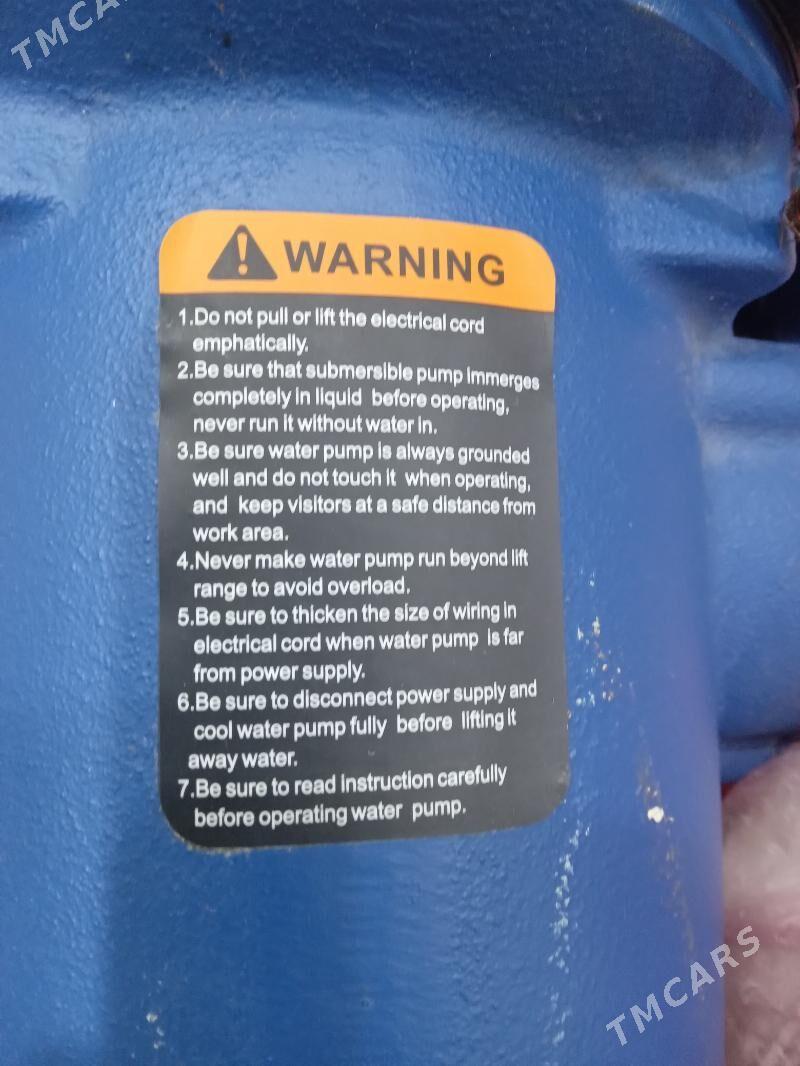 TMCARS
WARNING
1.Do not pull or lift the electrical cord
emphatically.
2.Be sure that submersible pump immerges
completely in liquid before operating,
never run it without water in.
3.Be sure water pump is always grounded
well and do not touch it when operating,
and keep visitors at a safe distance from
work area.
4.Never make water pump run beyond lift
range to avoid overload.
5.Be sure to thicken the size of wiring in
electrical cord when water pump is far
from power supply.
6.Be sure to disconnect power supply and
cool water pump fully before lifting it
away water.
7.Be sure to read instruction carefully
before operating water pump.
TMCARS